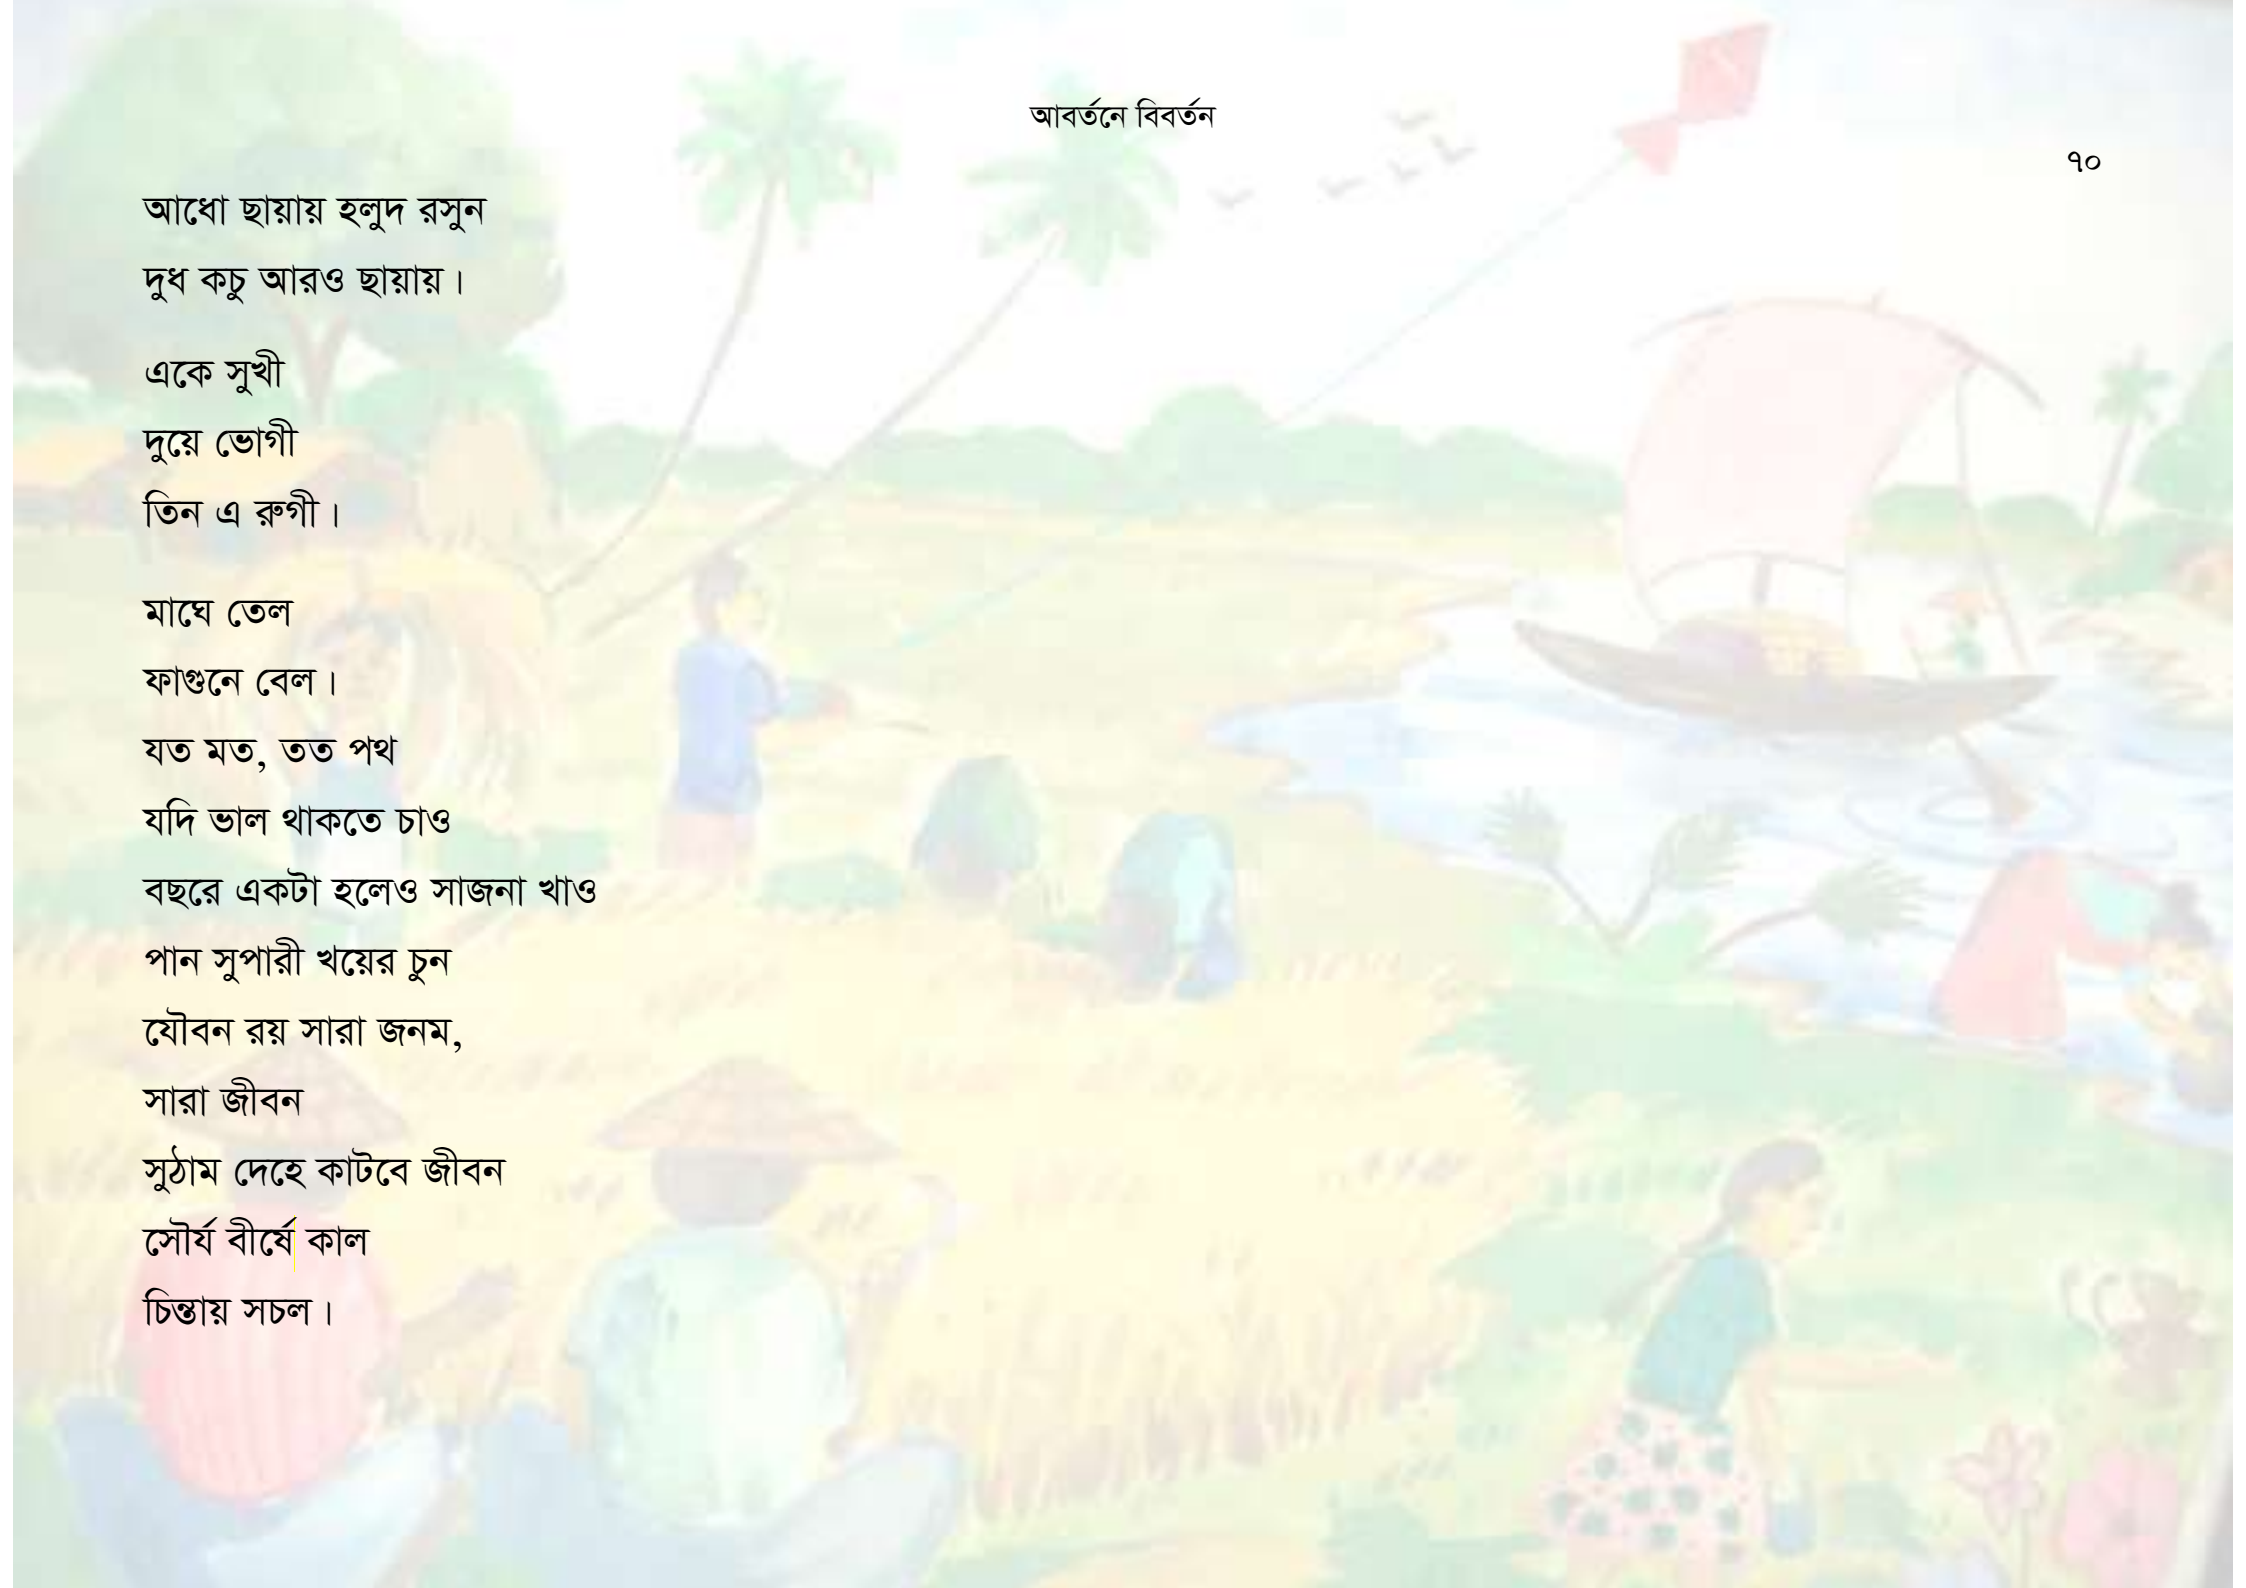 আবর্তনে বিবর্তন
৭০
আধো ছায়ায় হলুদ রসুন
দুধ কচু আরও ছায়ায়।
একে সুখী
দুয়ে ভোগী
তিন এ রুগী।
মাঘে তেল
ফাগুনে বেল।
যত মত, তত পথ
যদি ভাল থাকতে চাও
বছরে একটা হলেও সাজনা খাও
পান সুপারী খয়ের চুন
যৌবন রয় সারা জনম,
সারা জীবন
সুঠাম দেহে কাটবে জীবন
সৌর্য বীর্ষে কাল
চিন্তায় সচল।